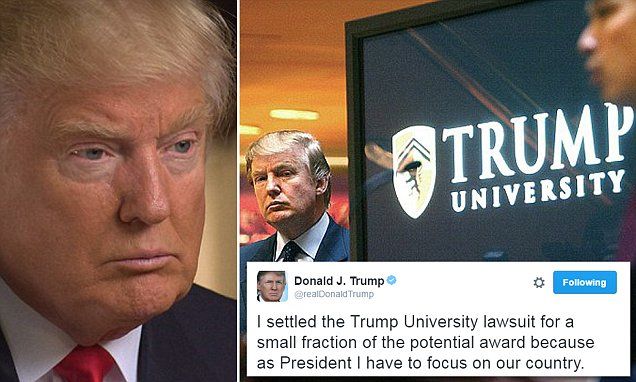 TRUMP
UNIVERSITY
Donald J. Trump
@realDonaldTrump
Following
I settled the Trump University lawsuit for a
small fraction of the potential award because
as President I have to focus on our country.